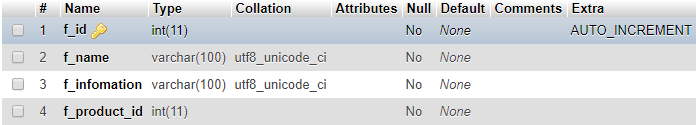 # Name Type Collation Attributes Null Default Comments Extra
1 f_id int(11) No None AUTO_INCREMENT
2 f_name varchar(100) utf8_unicode_ci No None
3 f_infomation varchar(100) utf8_unicode_ci No None
4 f_product_id int(11) No None